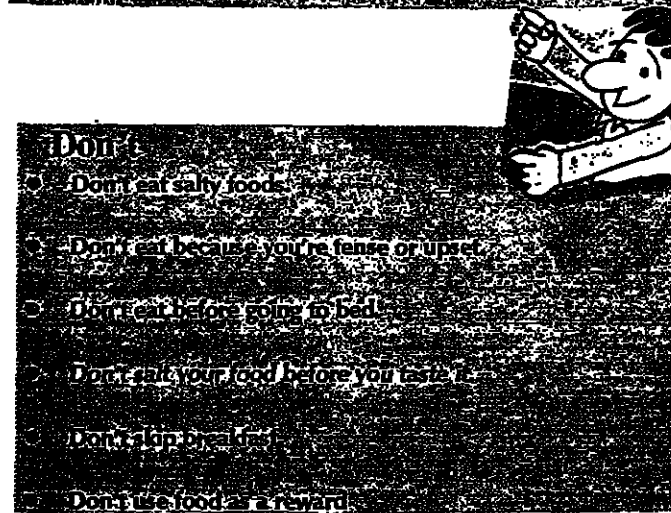 Don't
• Don't eat salty foods.
• Don't eat because you're tense or upset.
• Don't eat before going to bed.
• Don't salt your food before you taste it.
• Don't skip breakfast.
• Don't use food as a reward